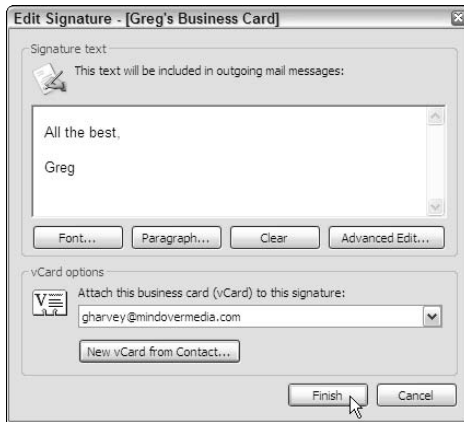 Edit Signature - [Greg's Business Card]
Signature text
This text will be included in outgoing mail messages:
All the best,
Greg
Font... Paragraph... Clear Advanced Edit...
vCard options
V
Attach this business card (vCard) to this signature:
gharvey@mindovermedia.com
New vCard from Contact...
Finish Cancel